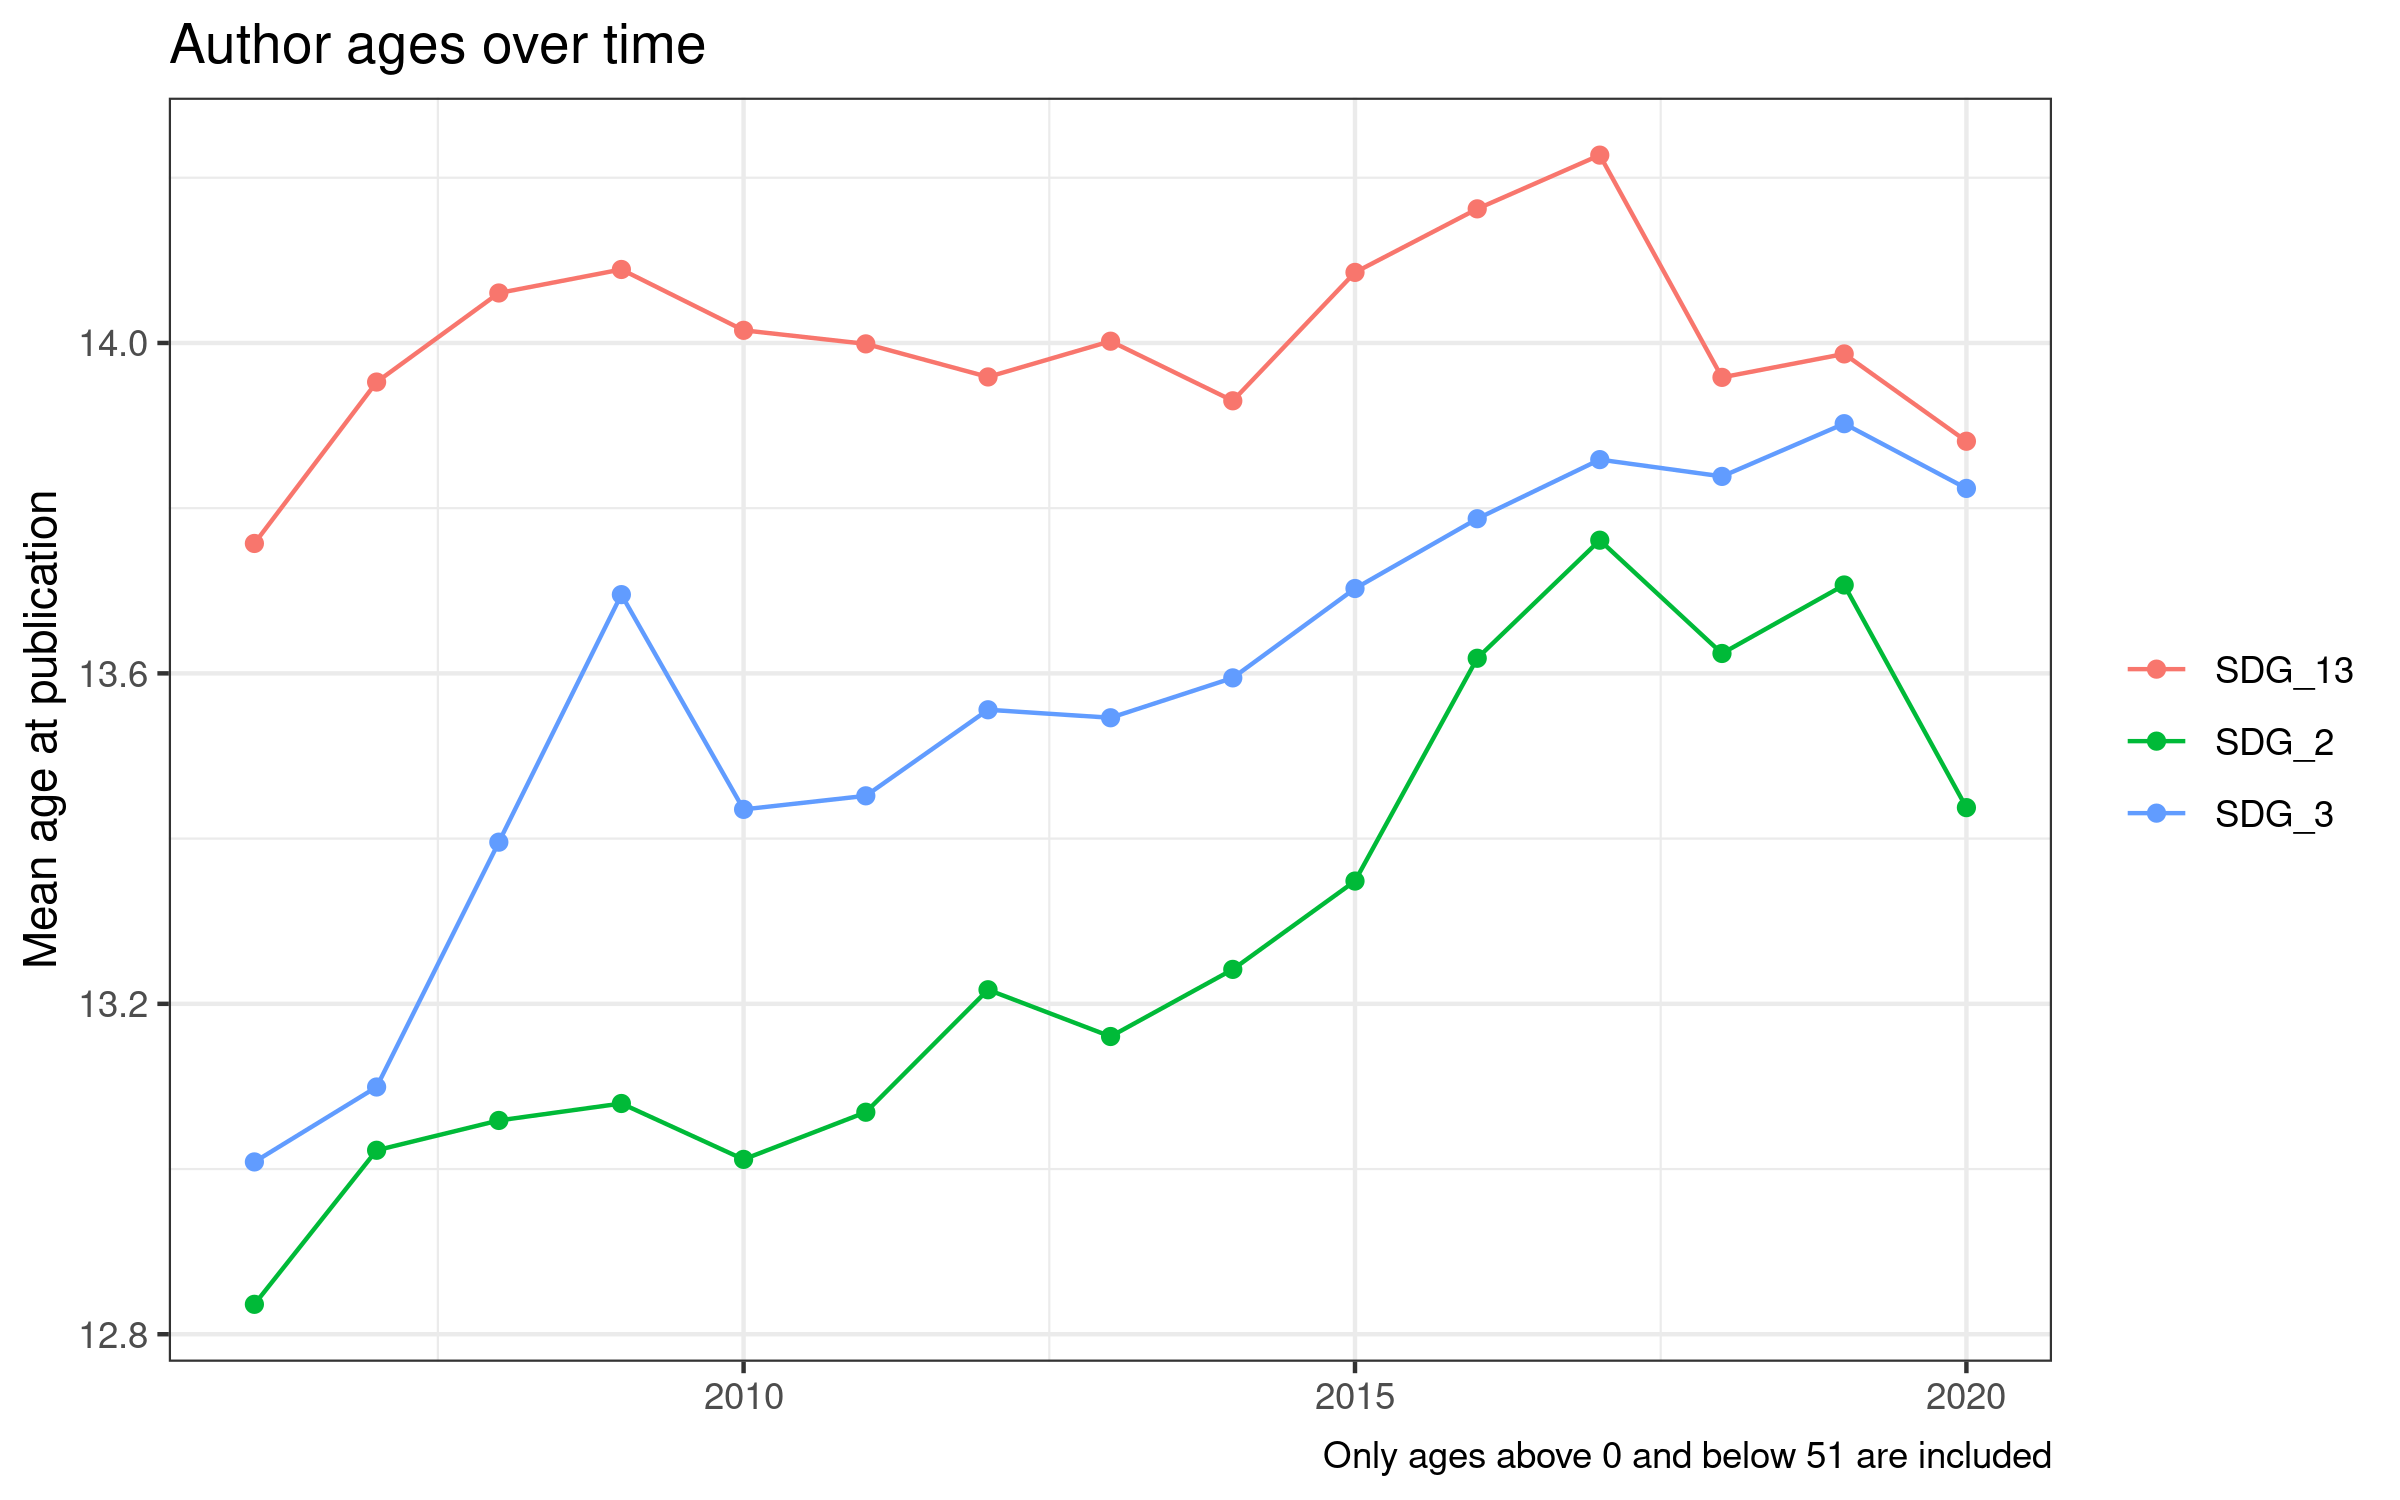 Author ages over time
Mean age at publication
14.0
13.6
13.2
12.8
2010
2015
2020
SDG_13
SDG_2
SDG_3
Only ages above 0 and below 51 are included